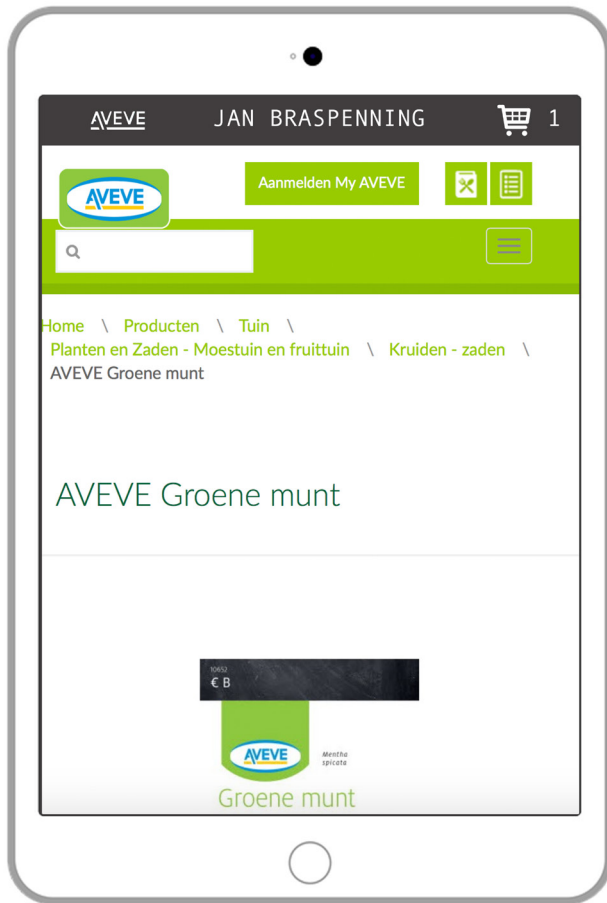 AVEVE JAN BRASPENNING 1
AVEVE Aanmelden My AVEVE
Home \ Producten \ Tuin \
Planten en Zaden - Moestuin en fruittuin \ Kruiden - zaden \
AVEVE Groene munt
AVEVE Groene munt
10652
€ B
AVEVE
Mentha
spicata
Groene munt